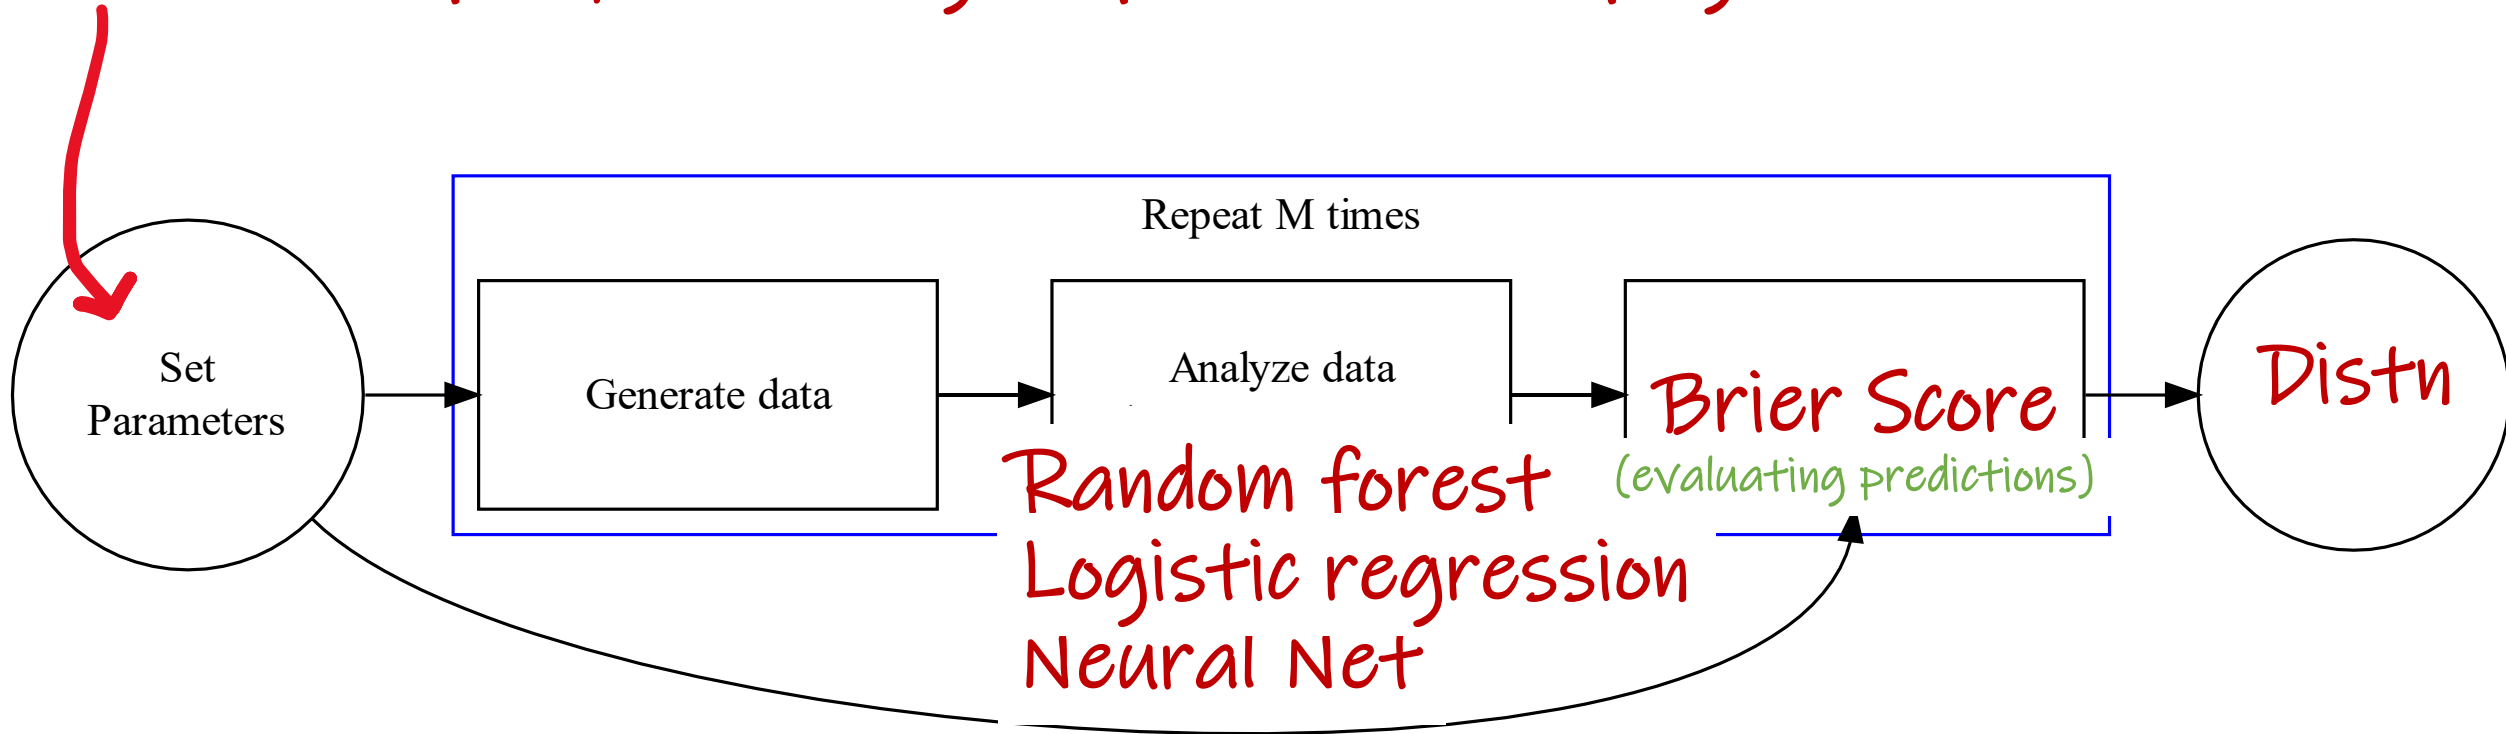 Repeat M times
Set
Parameters
Generate data
Analyze data
Random forest
Logistic regression
Neural Net
Brier Score
(evaluating predictions)
Distn